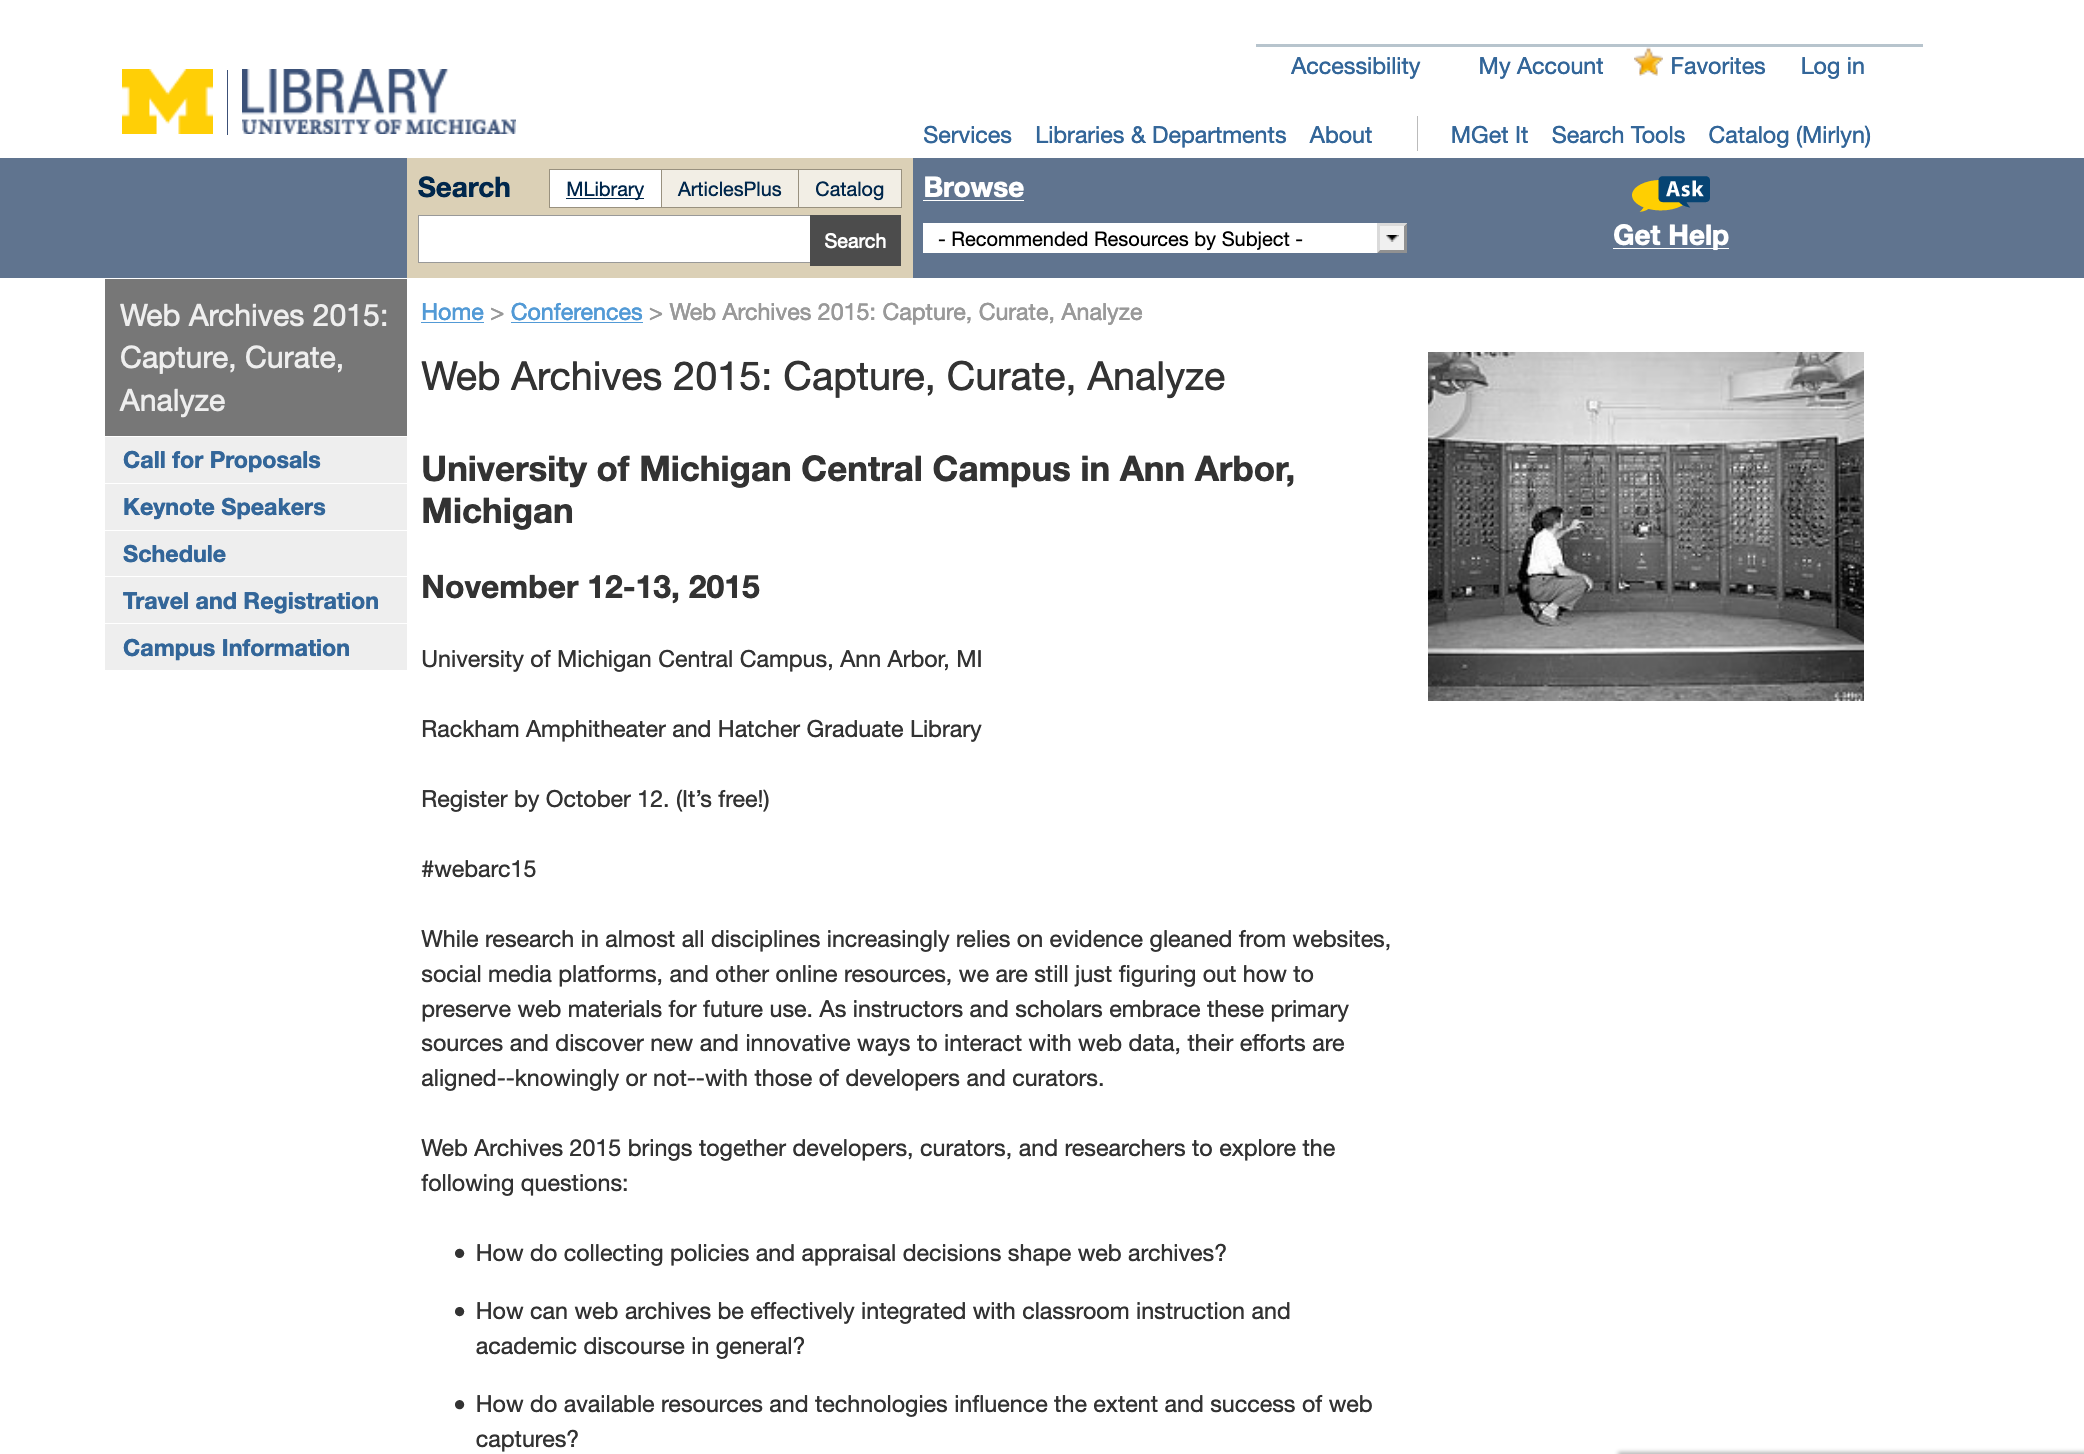 Accessibility My Account Favorites Log in
LIBRARY
UNIVERSITY OF MICHIGAN
Services Libraries & Departments About MGet It Search Tools Catalog (Mirlyn)
Search MLibrary ArticlesPlus Catalog
Search
Browse
- Recommended Resources by Subject -
Ask
Get Help
Web Archives 2015:
Capture, Curate,
Analyze
Call for Proposals
Keynote Speakers
Schedule
Travel and Registration
Campus Information
Home > Conferences > Web Archives 2015: Capture, Curate, Analyze
Web Archives 2015: Capture, Curate, Analyze
University of Michigan Central Campus in Ann Arbor,
Michigan
November 12-13, 2015
University of Michigan Central Campus, Ann Arbor, MI
Rackham Amphitheater and Hatcher Graduate Library
Register by October 12. (It’s free!)
#webarc15
While research in almost all disciplines increasingly relies on evidence gleaned from websites,
social media platforms, and other online resources, we are still just figuring out how to
preserve web materials for future use. As instructors and scholars embrace these primary
sources and discover new and innovative ways to interact with web data, their efforts are
aligned--knowingly or not--with those of developers and curators.
Web Archives 2015 brings together developers, curators, and researchers to explore the
following questions:
• How do collecting policies and appraisal decisions shape web archives?
• How can web archives be effectively integrated with classroom instruction and
academic discourse in general?
• How do available resources and technologies influence the extent and success of web
captures?